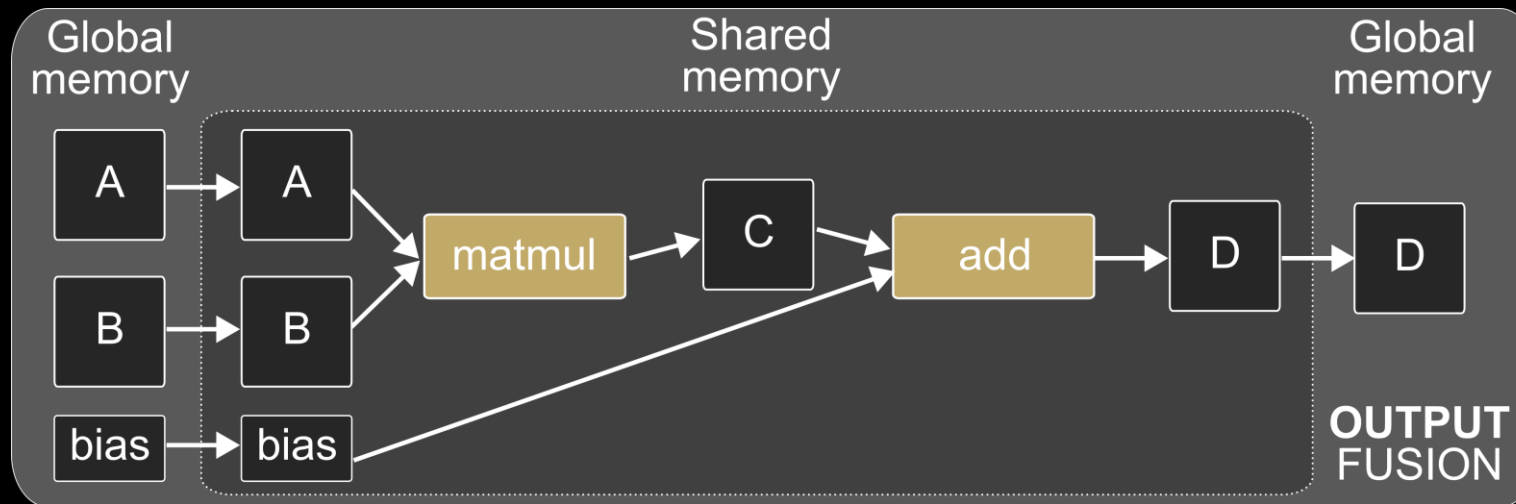 Global
memory
Shared
memory
Global
memory
A
A
matmul
C
add
D
D
B
B
bias
bias
OUTPUT
FUSION